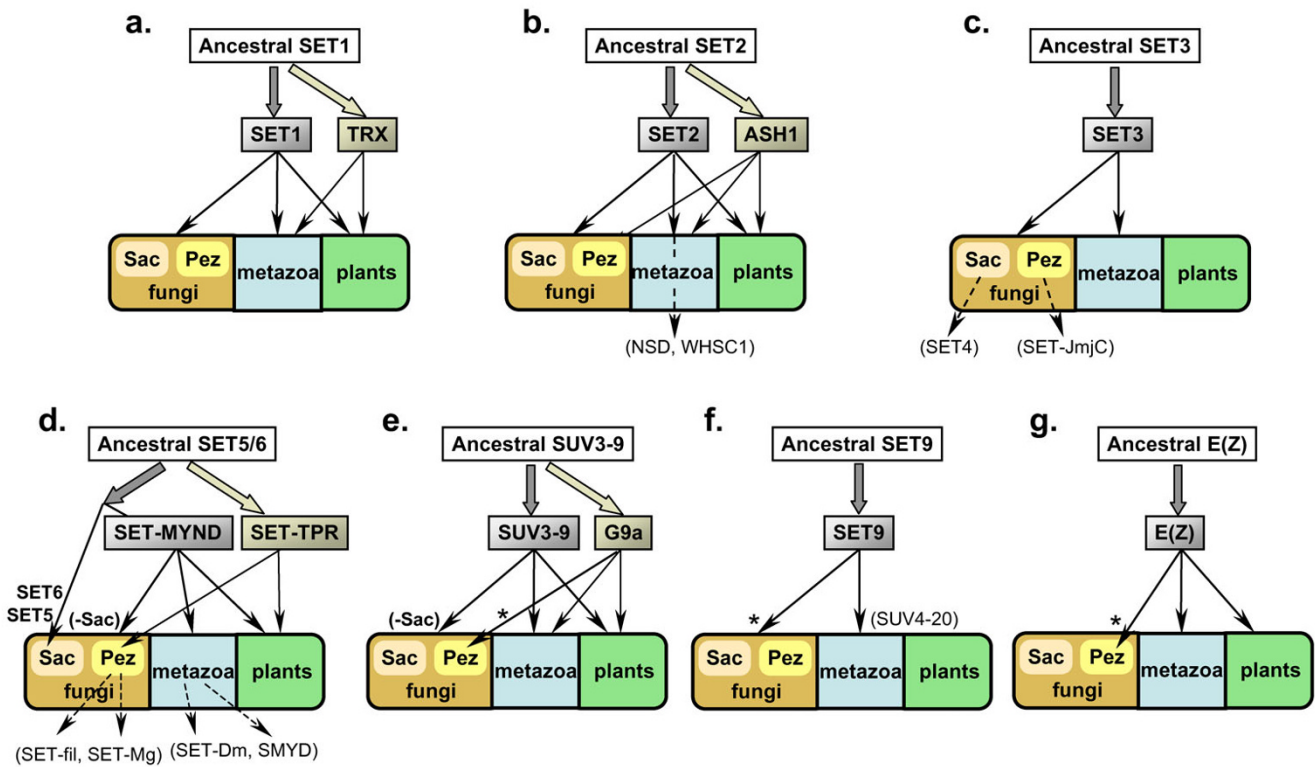 a.
Ancestral SET1
SET1
TRX
Sac
Pez
fungi
metazoa
plants
b.
Ancestral SET2
SET2
ASH1
Sac
Pez
fungi
metazoa
plants
(NSD, WHSC1)
c.
Ancestral SET3
SET3
Sac
Pez
fungi
metazoa
plants
(SET4)
(SET-JmjC)
d.
Ancestral SET5/6
SET-MYND
SET-TPR
SET6
SET5
(-Sac)
Sac
Pez
fungi
metazoa
plants
(SET-fil, SET-Mg)
(SET-Dm, SMYD)
e.
Ancestral SUV3-9
SUV3-9
G9a
(-Sac)
*
Sac
Pez
fungi
metazoa
plants
f.
Ancestral SET9
SET9
*
(SUV4-20)
Sac
Pez
fungi
metazoa
plants
g.
Ancestral E(Z)
E(Z)
*
Sac
Pez
fungi
metazoa
plants